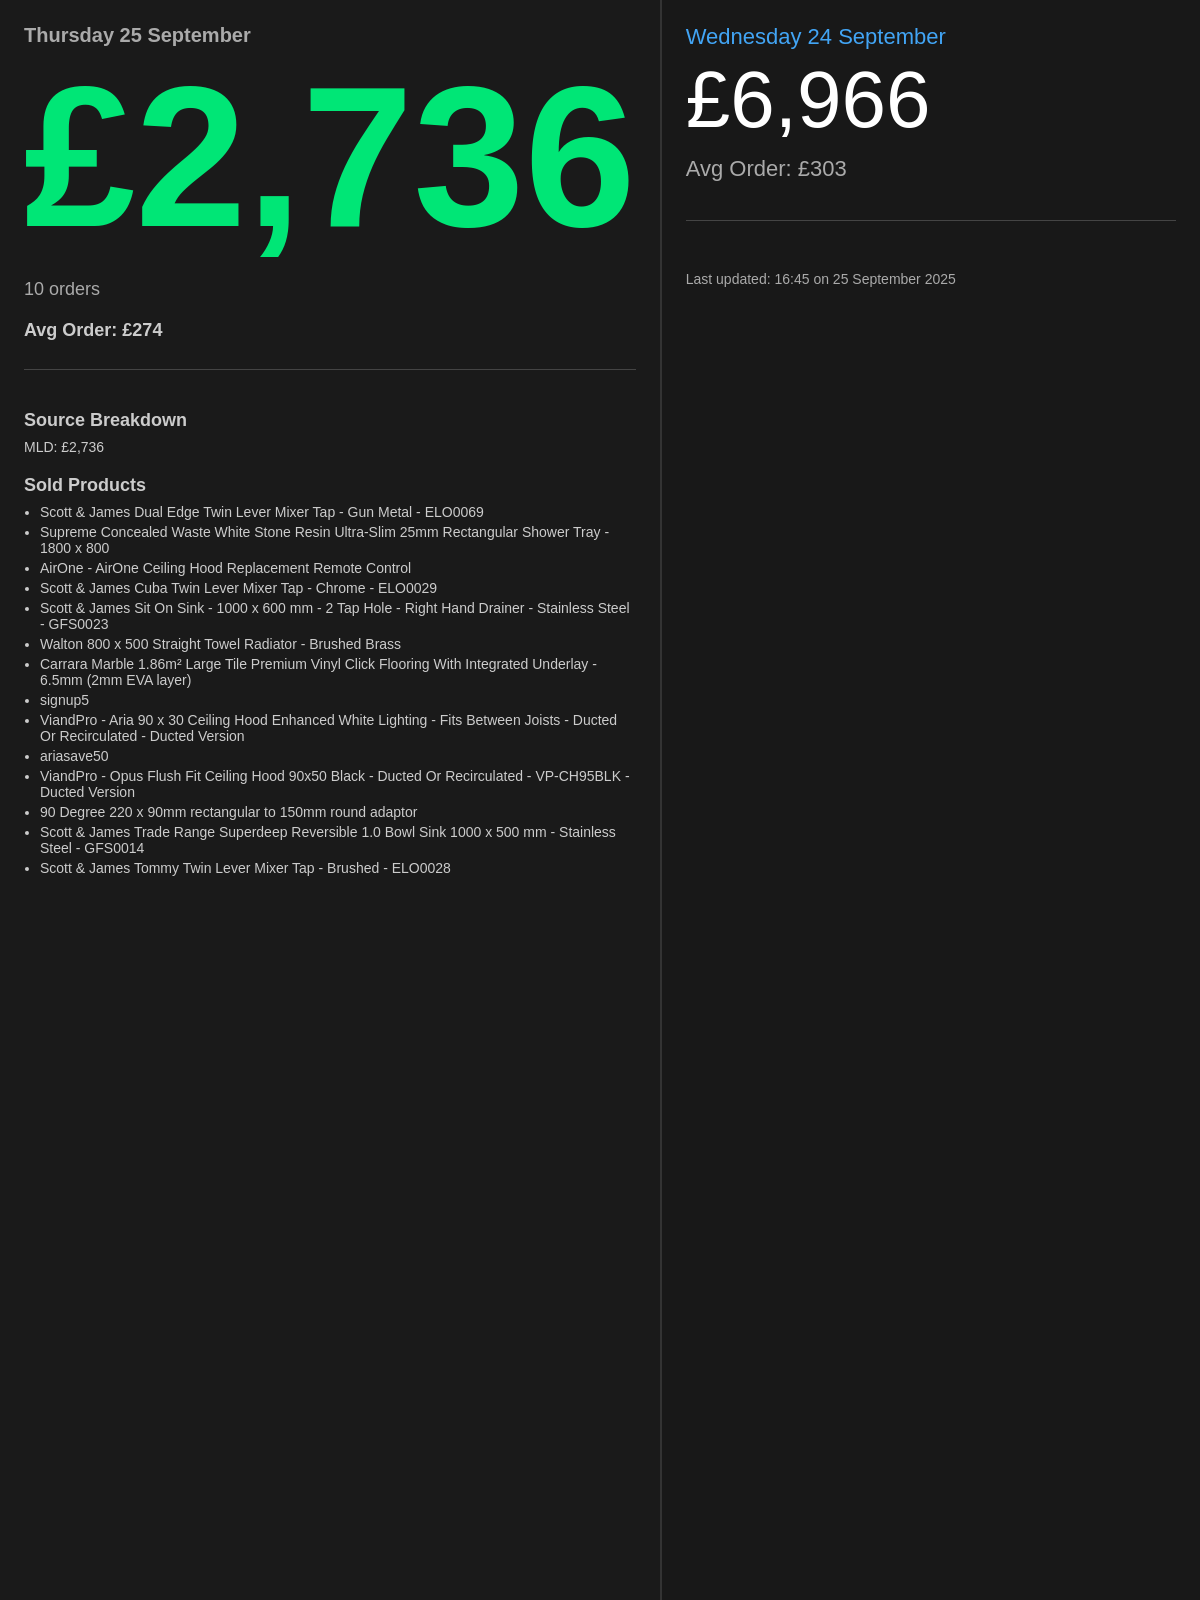 Thursday 25 September
£2,736
10 orders
Avg Order: £274
Source Breakdown
MLD: £2,736
Sold Products
• Scott & James Dual Edge Twin Lever Mixer Tap - Gun Metal - ELO0069
• Supreme Concealed Waste White Stone Resin Ultra-Slim 25mm Rectangular Shower Tray -
1800 x 800
• AirOne - AirOne Ceiling Hood Replacement Remote Control
• Scott & James Cuba Twin Lever Mixer Tap - Chrome - ELO0029
• Scott & James Sit On Sink - 1000 x 600 mm - 2 Tap Hole - Right Hand Drainer - Stainless Steel
- GFS0023
• Walton 800 x 500 Straight Towel Radiator - Brushed Brass
• Carrara Marble 1.86m² Large Tile Premium Vinyl Click Flooring With Integrated Underlay -
6.5mm (2mm EVA layer)
• signup5
• ViandPro - Aria 90 x 30 Ceiling Hood Enhanced White Lighting - Fits Between Joists - Ducted
Or Recirculated - Ducted Version
• ariasave50
• ViandPro - Opus Flush Fit Ceiling Hood 90x50 Black - Ducted Or Recirculated - VP-CH95BLK -
Ducted Version
• 90 Degree 220 x 90mm rectangular to 150mm round adaptor
• Scott & James Trade Range Superdeep Reversible 1.0 Bowl Sink 1000 x 500 mm - Stainless
Steel - GFS0014
• Scott & James Tommy Twin Lever Mixer Tap - Brushed - ELO0028
Wednesday 24 September
£6,966
Avg Order: £303
Last updated: 16:45 on 25 September 2025